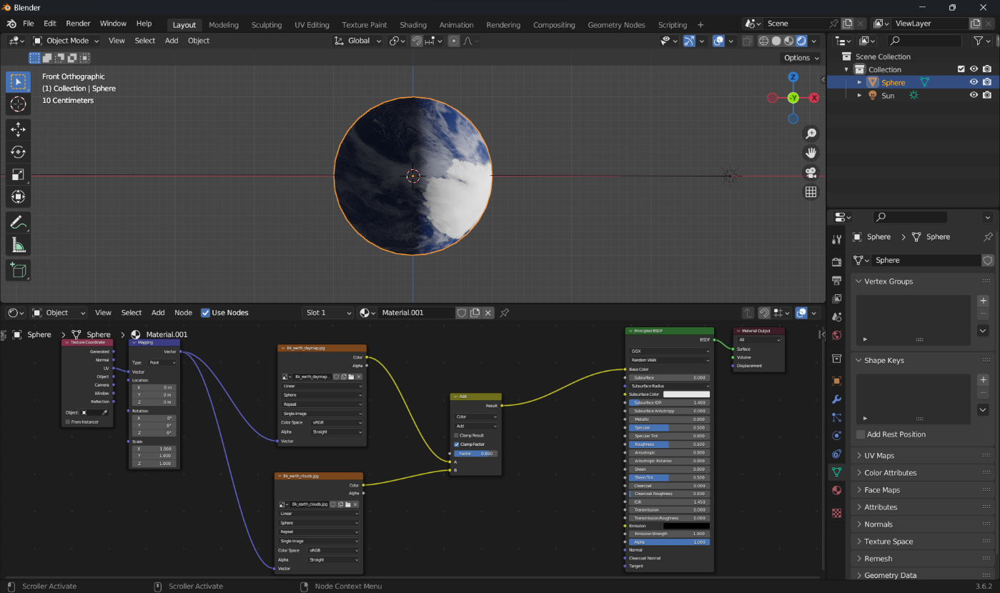 Blender
File Edit Render Window Help Layout Modeling Sculpting UV Editing Texture Paint Shading Animation Rendering Compositing Geometry Nodes Scripting + Scene ViewLayer
Object Mode View Select Add Object Global
Options
Front Orthographic
(1) Collection | Sphere
10 Centimeters
Z
X
-Y
Scene Collection
Collection
Sphere
Sun
Sphere > Sphere
Sphere
Vertex Groups
Shape Keys
Add Rest Position
UV Maps
Color Attributes
Face Maps
Attributes
Normals
Texture Space
Remesh
Geometry Data
Object View Select Add Node Use Nodes Slot 1 Material.001
Sphere > Sphere > Material.001
Texture Coordinate
Generated
Normal
UV
Object
Camera
Window
Reflection
Object:
From Instancer
Mapping
Vector
Type: Point
Vector
Location:
X 0 m
Y 0 m
Z 0 m
Rotation:
X 0°
Y 0°
Z 0°
Scale:
X 1.000
Y 1.000
Z 1.000
8k_earth_daymap.jpg
Color
Alpha
8k_earth_daymap...
Linear
Sphere
Repeat
Single Image
Color Space sRGB
Alpha Straight
Vector
8k_earth_clouds.jpg
Color
Alpha
8k_earth_clouds.jpg
Linear
Sphere
Repeat
Single Image
Color Space sRGB
Alpha Straight
Vector
Add
Result
Color
Add
Clamp Result
Clamp Factor
Factor 0.800
A
B
Principled BSDF
BSDF
GGX
Random Walk
Base Color
Subsurface 0.000
Subsurface Radius
Subsurface Color
Subsurface IOR 1.400
Subsurface Anisotropy 0.000
Metallic 0.000
Specular 0.500
Specular Tint 0.000
Roughness 0.500
Anisotropic 0.000
Anisotropic Rotation 0.000
Sheen 0.000
Sheen Tint 0.500
Clearcoat 0.000
Clearcoat Roughness 0.030
IOR 1.450
Transmission 0.000
Transmission Roughness 0.000
Emission
Emission Strength 1.000
Alpha 1.000
Normal
Clearcoat Normal
Tangent
Material Output
All
Surface
Volume
Displacement
Scroller Activate Scroller Activate Node Context Menu 3.6.2